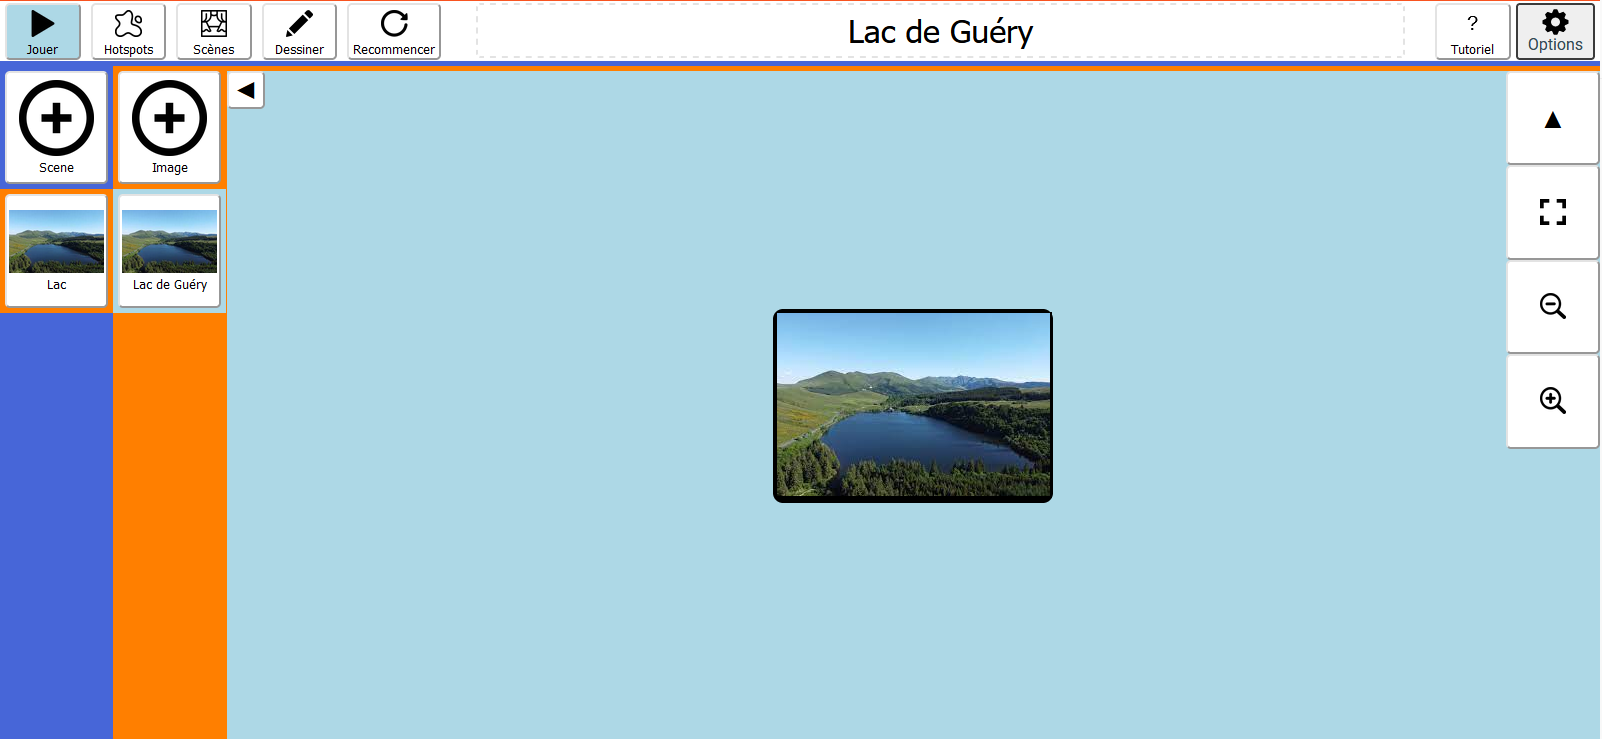 Jouer
Hotspots
Scènes
Dessiner
Recommencer
Lac de Guéry
?
Tutoriel
Options
Scene
Image
Lac
Lac de Guéry